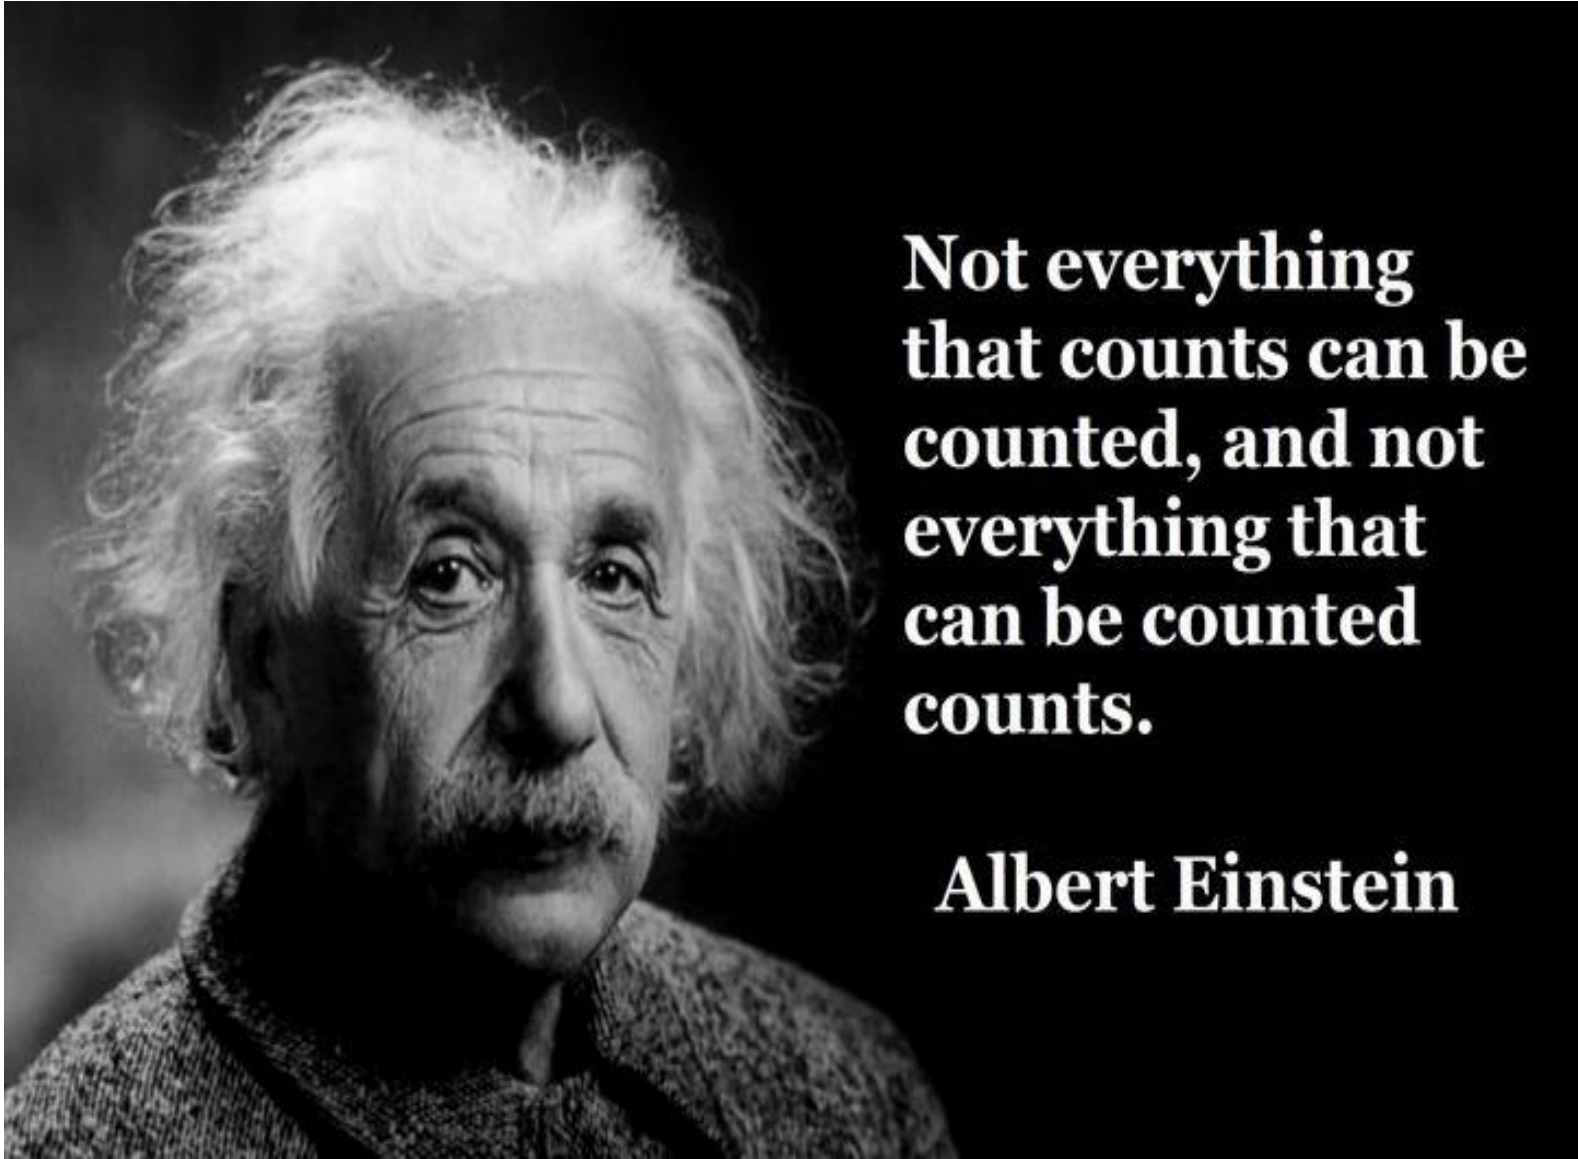 Not everything
that counts can be
counted, and not
everything that
can be counted
counts.
Albert Einstein